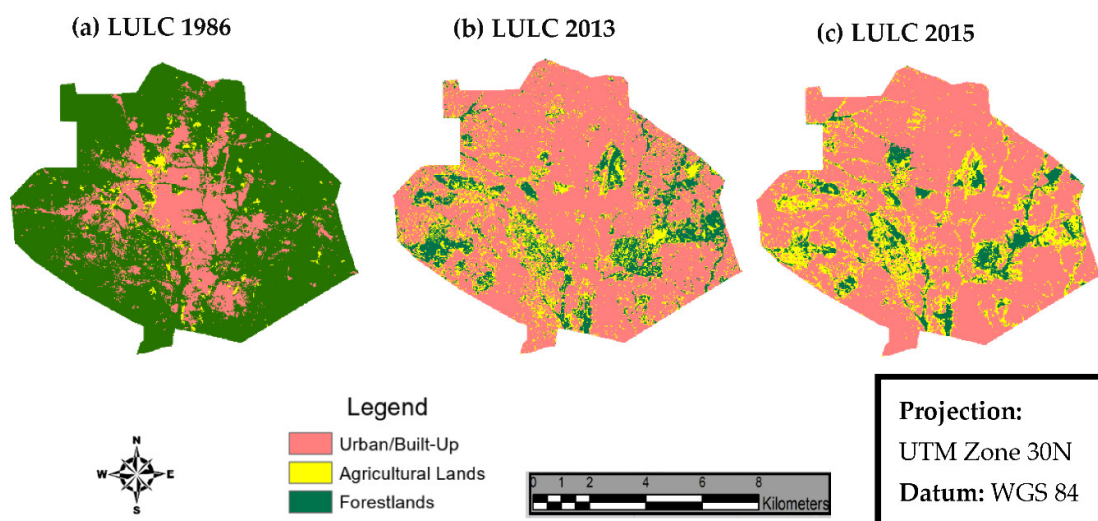 (a) LULC 1986
(b) LULC 2013
(c) LULC 2015
Legend
Urban/Built-Up
Agricultural Lands
Forestlands
N
W E
S
0 1 2 4 6 8
Kilometers
Projection:
UTM Zone 30N
Datum: WGS 84